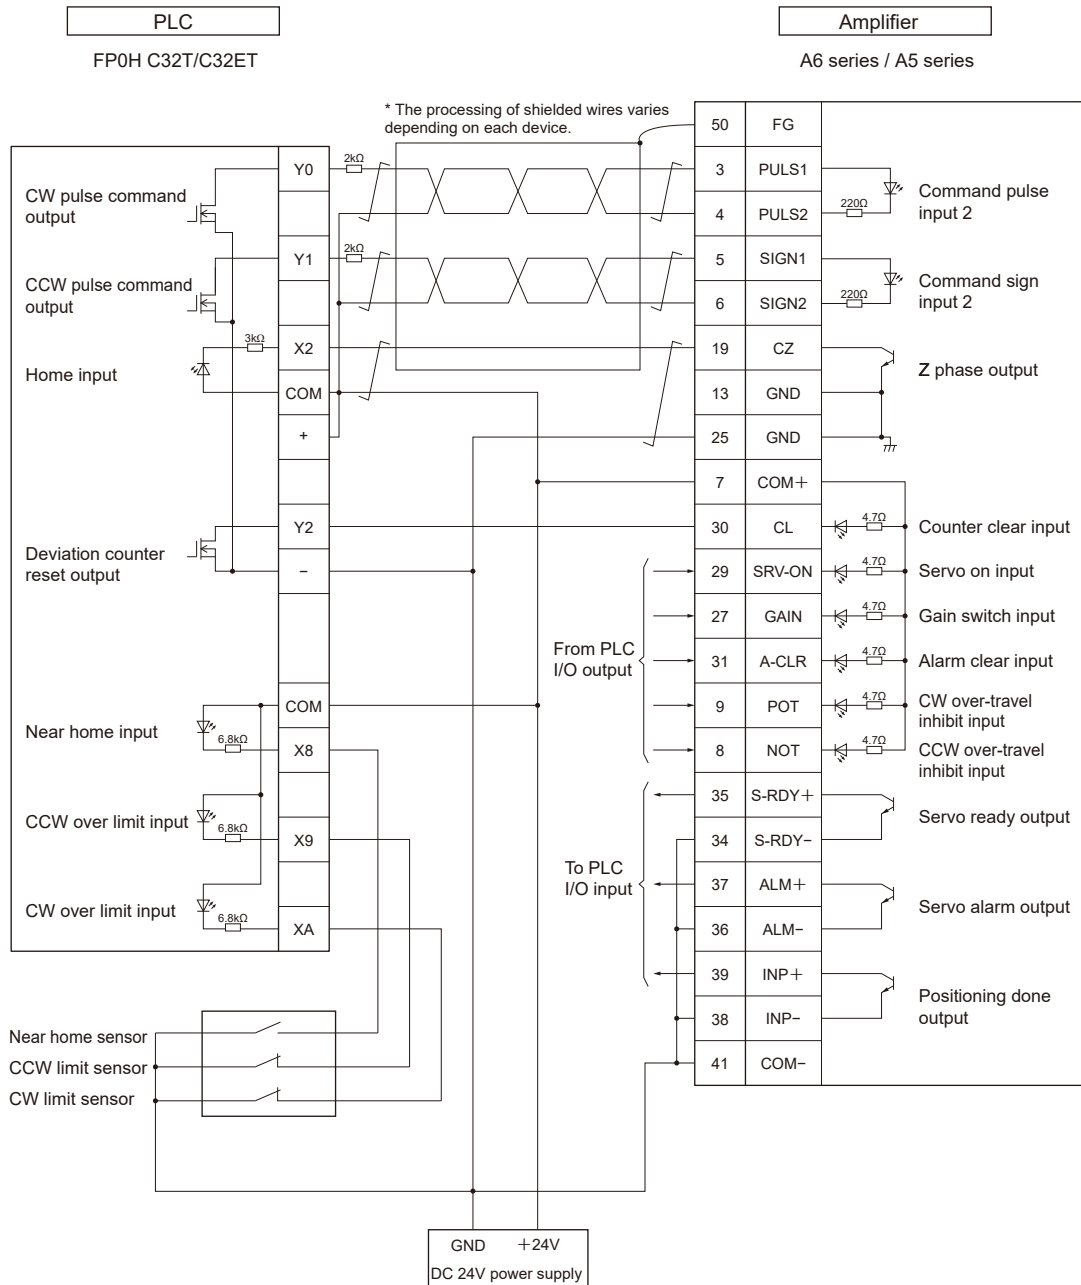 PLC
Amplifier
FP0H C32T/C32ET
A6 series / A5 series
* The processing of shielded wires varies
depending on each device.
50 FG
Y0 2kΩ 3 PULS1
CW pulse command
output
4 PULS2 220Ω
Command pulse
input 2
Y1 2kΩ 5 SIGN1
CCW pulse command
output
6 SIGN2 220Ω
Command sign
input 2
3kΩ X2 19 CZ
Home input
Z phase output
COM 13 GND
+ 25 GND
7 COM+
Y2 30 CL 4.7Ω Counter clear input
Deviation counter
reset output
− 29 SRV-ON 4.7Ω Servo on input
27 GAIN 4.7Ω Gain switch input
From PLC
I/O output
31 A-CLR 4.7Ω Alarm clear input
COM 9 POT 4.7Ω CW over-travel
inhibit input
Near home input
6.8kΩ X8 8 NOT 4.7Ω CCW over-travel
inhibit input
35 S-RDY+
Servo ready output
CCW over limit input
6.8kΩ X9 34 S-RDY−
To PLC
I/O input
37 ALM+
CW over limit input
Servo alarm output
6.8kΩ XA 36 ALM−
39 INP+
Positioning done
output
38 INP−
Near home sensor
CCW limit sensor
41 COM−
CW limit sensor
GND +24V
DC 24V power supply